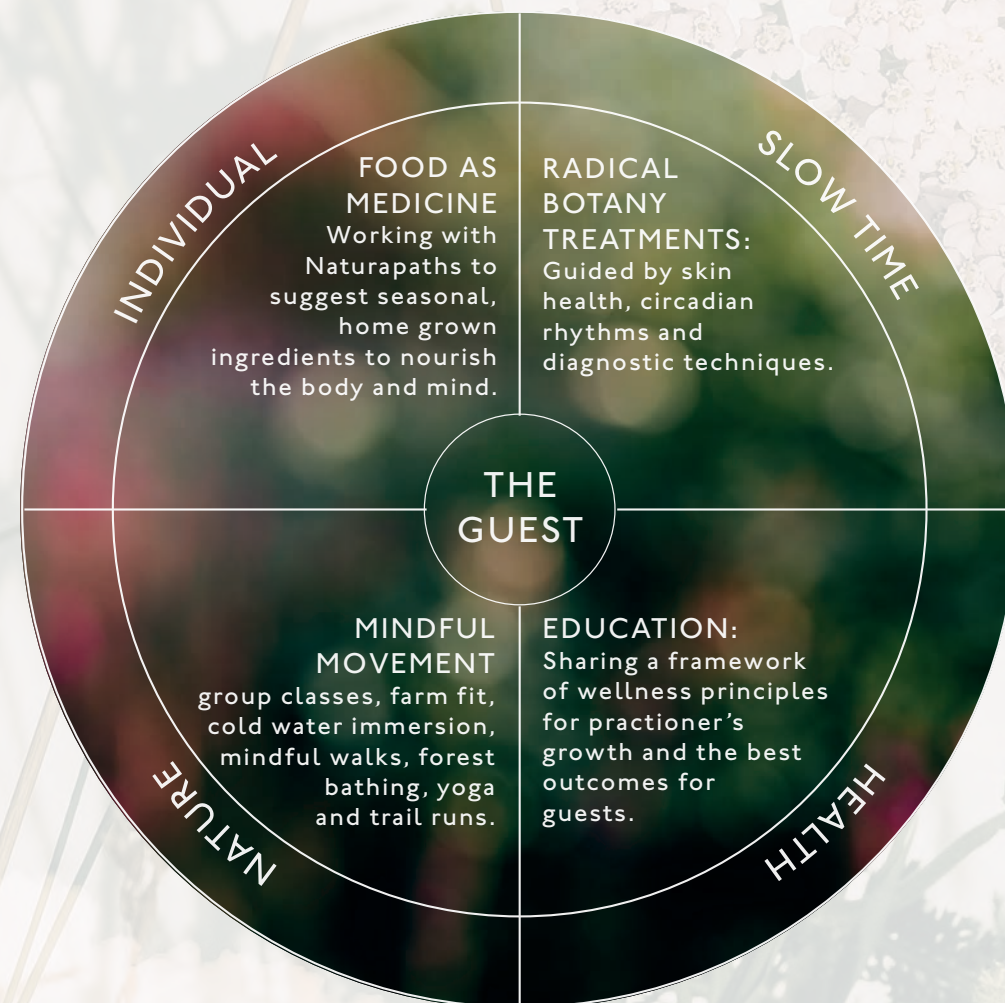 INDIVIDUAL
FOOD AS
MEDICINE
Working with
Naturapaths to
suggest seasonal,
home grown
ingredients to nourish
the body and mind.
SLOW TIME
RADICAL
BOTANY
TREATMENTS:
Guided by skin
health, circadian
rhythms and
diagnostic techniques.
THE
GUEST
MINDFUL
MOVEMENT
group classes, farm fit,
cold water immersion,
mindful walks, forest
bathing, yoga
and trail runs.
NATURE
EDUCATION:
Sharing a framework
of wellness principles
for practioner’s
growth and the best
outcomes for
guests.
HEALTH